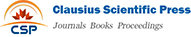 Clausius Scientific Press
Journals Books Proceedings
CSP